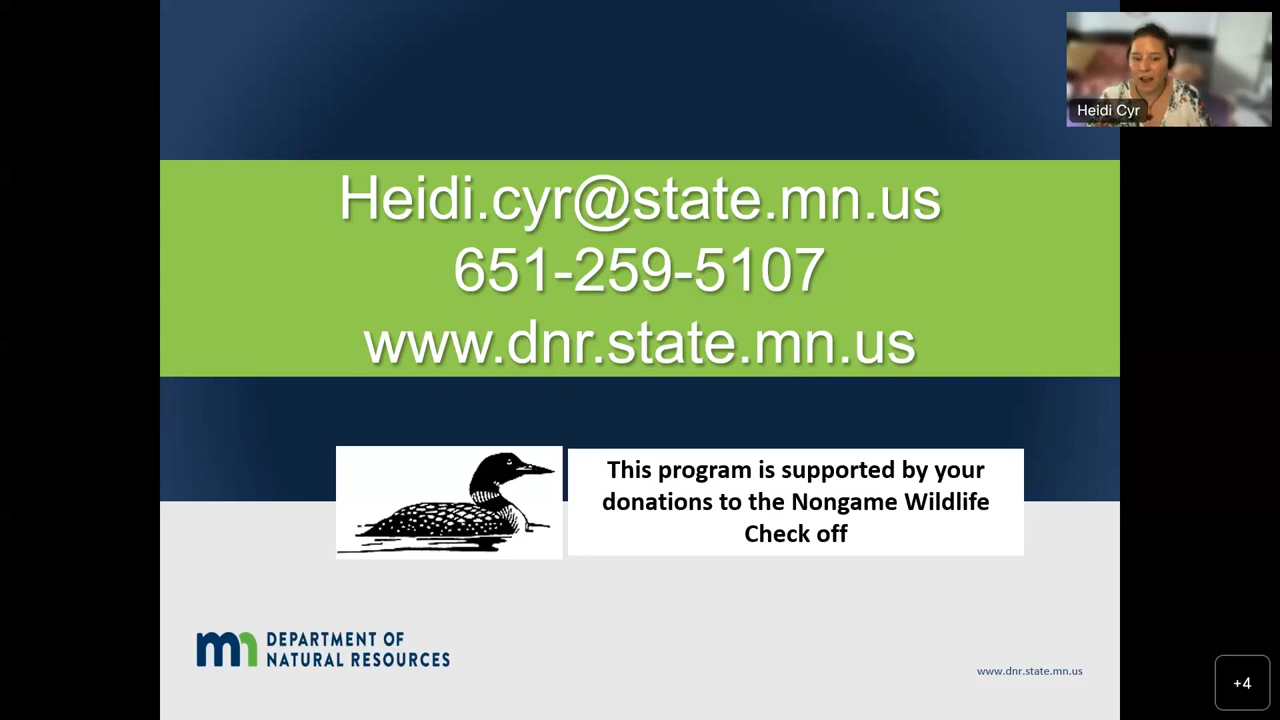 Heidi Cyr
Heidi.cyr@state.mn.us
651-259-5107
www.dnr.state.mn.us
This program is supported by your
donations to the Nongame Wildlife
Check off
mn DEPARTMENT OF
NATURAL RESOURCES
www.dnr.state.mn.us
+4